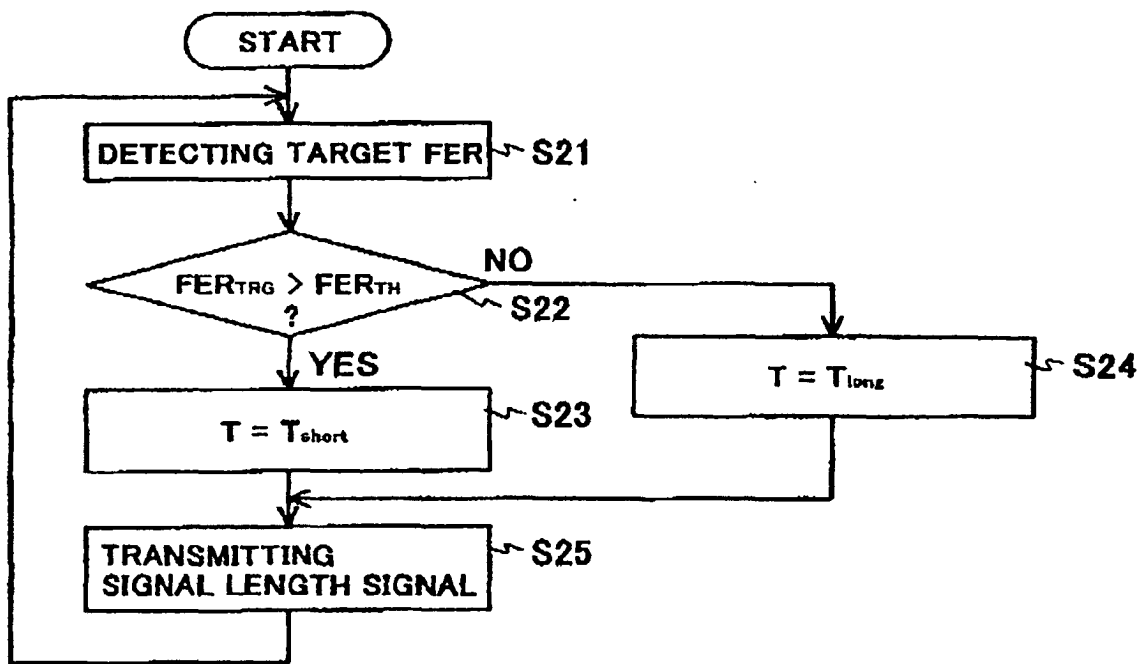 START
DETECTING TARGET FER
S21
FERTRG > FERTH
?
NO
S22
YES
T = Tshort
S23
T = Tlong
S24
TRANSMITTING
SIGNAL LENGTH SIGNAL
S25